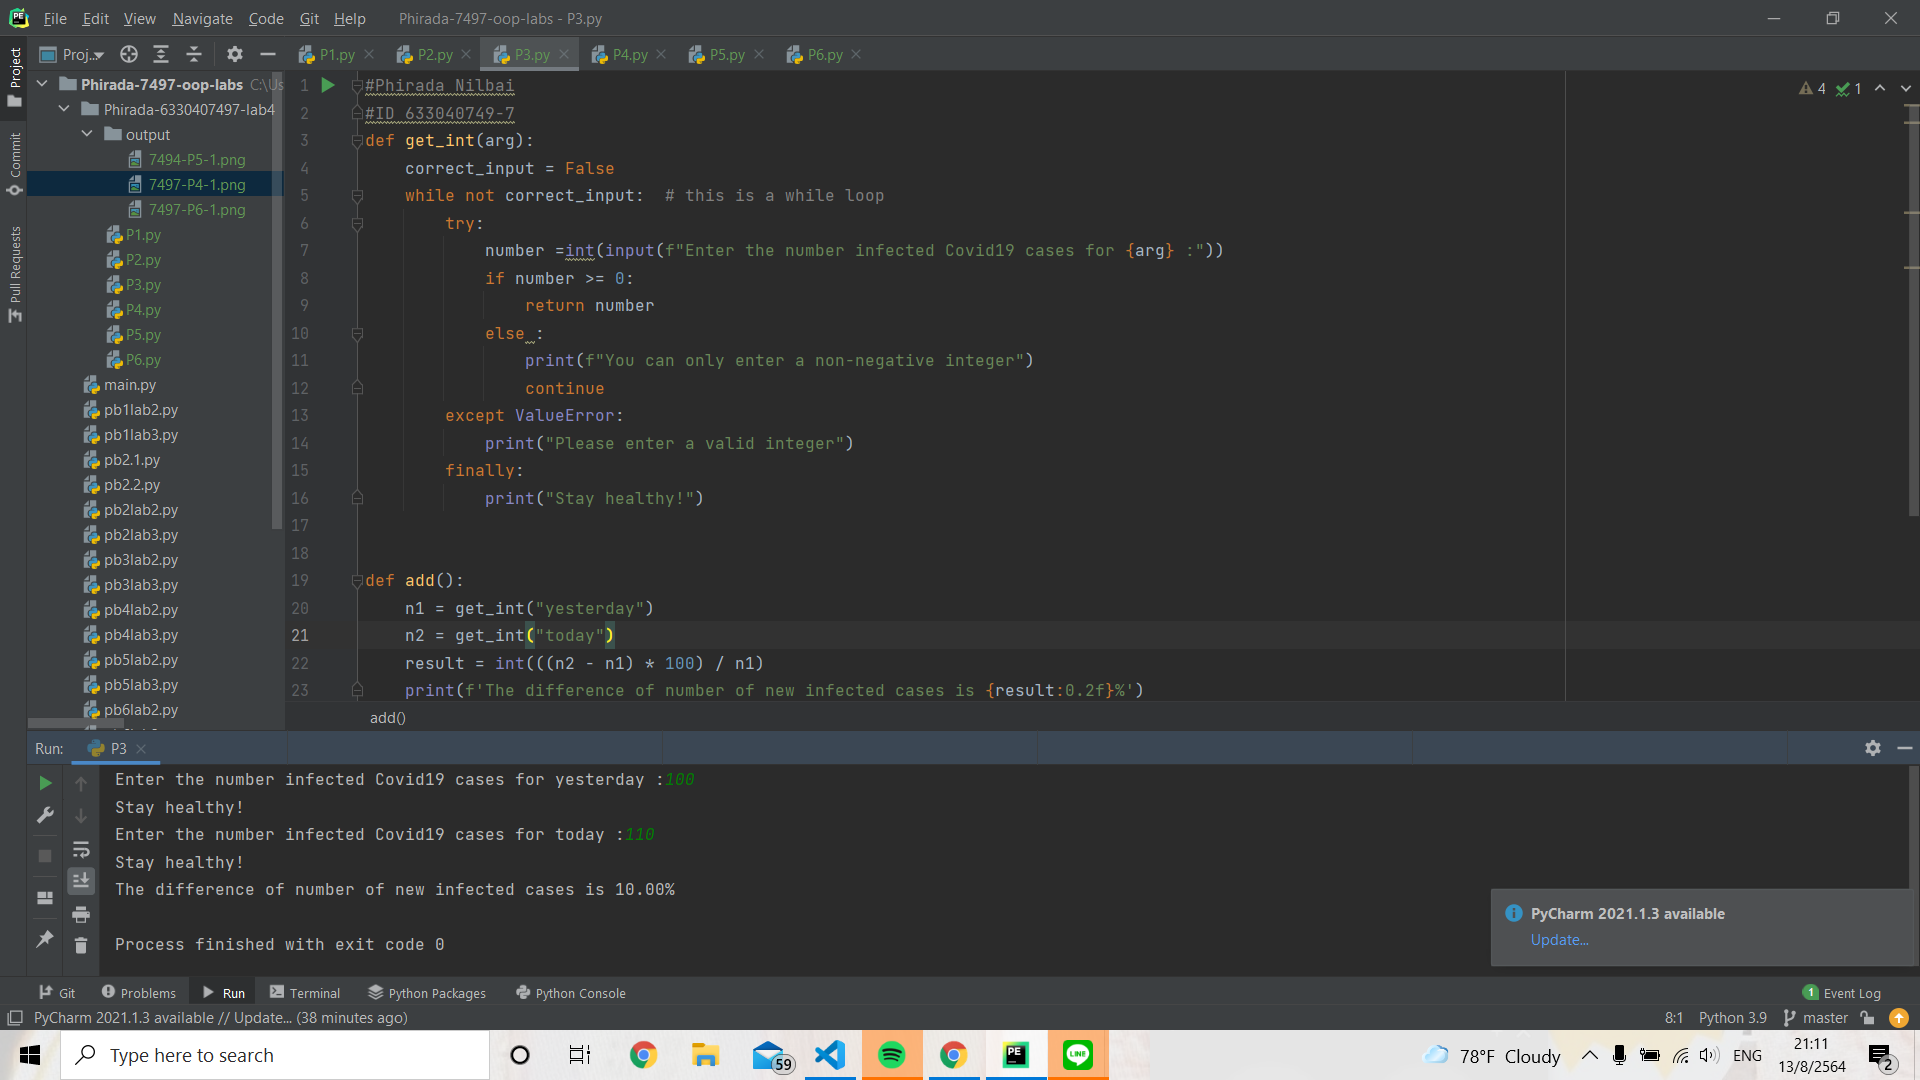 File Edit View Navigate Code Git Help Phirada-7497-oop-labs - P3.py
Proj... P1.py P2.py P3.py P4.py P5.py P6.py
Project
Commit
Pull Requests
Phirada-7497-oop-labs C:\Us
Phirada-6330407497-lab4
output
7494-P5-1.png
7497-P4-1.png
7497-P6-1.png
P1.py
P2.py
P3.py
P4.py
P5.py
P6.py
main.py
pb1lab2.py
pb1lab3.py
pb2.1.py
pb2.2.py
pb2lab2.py
pb2lab3.py
pb3lab2.py
pb3lab3.py
pb4lab2.py
pb4lab3.py
pb5lab2.py
pb5lab3.py
pb6lab2.py
1 #Phirada Nilbai
2 #ID 633040749-7
3 def get_int(arg):
4 correct_input = False
5 while not correct_input:  # this is a while loop
6 try:
7 number =int(input(f"Enter the number infected Covid19 cases for {arg} :"))
8 if number >= 0:
9 return number
10 else :
11 print(f"You can only enter a non-negative integer")
12 continue
13 except ValueError:
14 print("Please enter a valid integer")
15 finally:
16 print("Stay healthy!")
17
18
19 def add():
20 n1 = get_int("yesterday")
21 n2 = get_int("today")
22 result = int(((n2 - n1) * 100) / n1)
23 print(f'The difference of number of new infected cases is {result:0.2f}%')
4 1
add()
Run: P3
Enter the number infected Covid19 cases for yesterday :100
Stay healthy!
Enter the number infected Covid19 cases for today :110
Stay healthy!
The difference of number of new infected cases is 10.00%
Process finished with exit code 0
PyCharm 2021.1.3 available
Update...
Git Problems Run Terminal Python Packages Python Console 1 Event Log
PyCharm 2021.1.3 available // Update... (38 minutes ago) 8:1 Python 3.9 master
Type here to search 59 PE LINE 78°F Cloudy ENG 21:11
13/8/2564 2